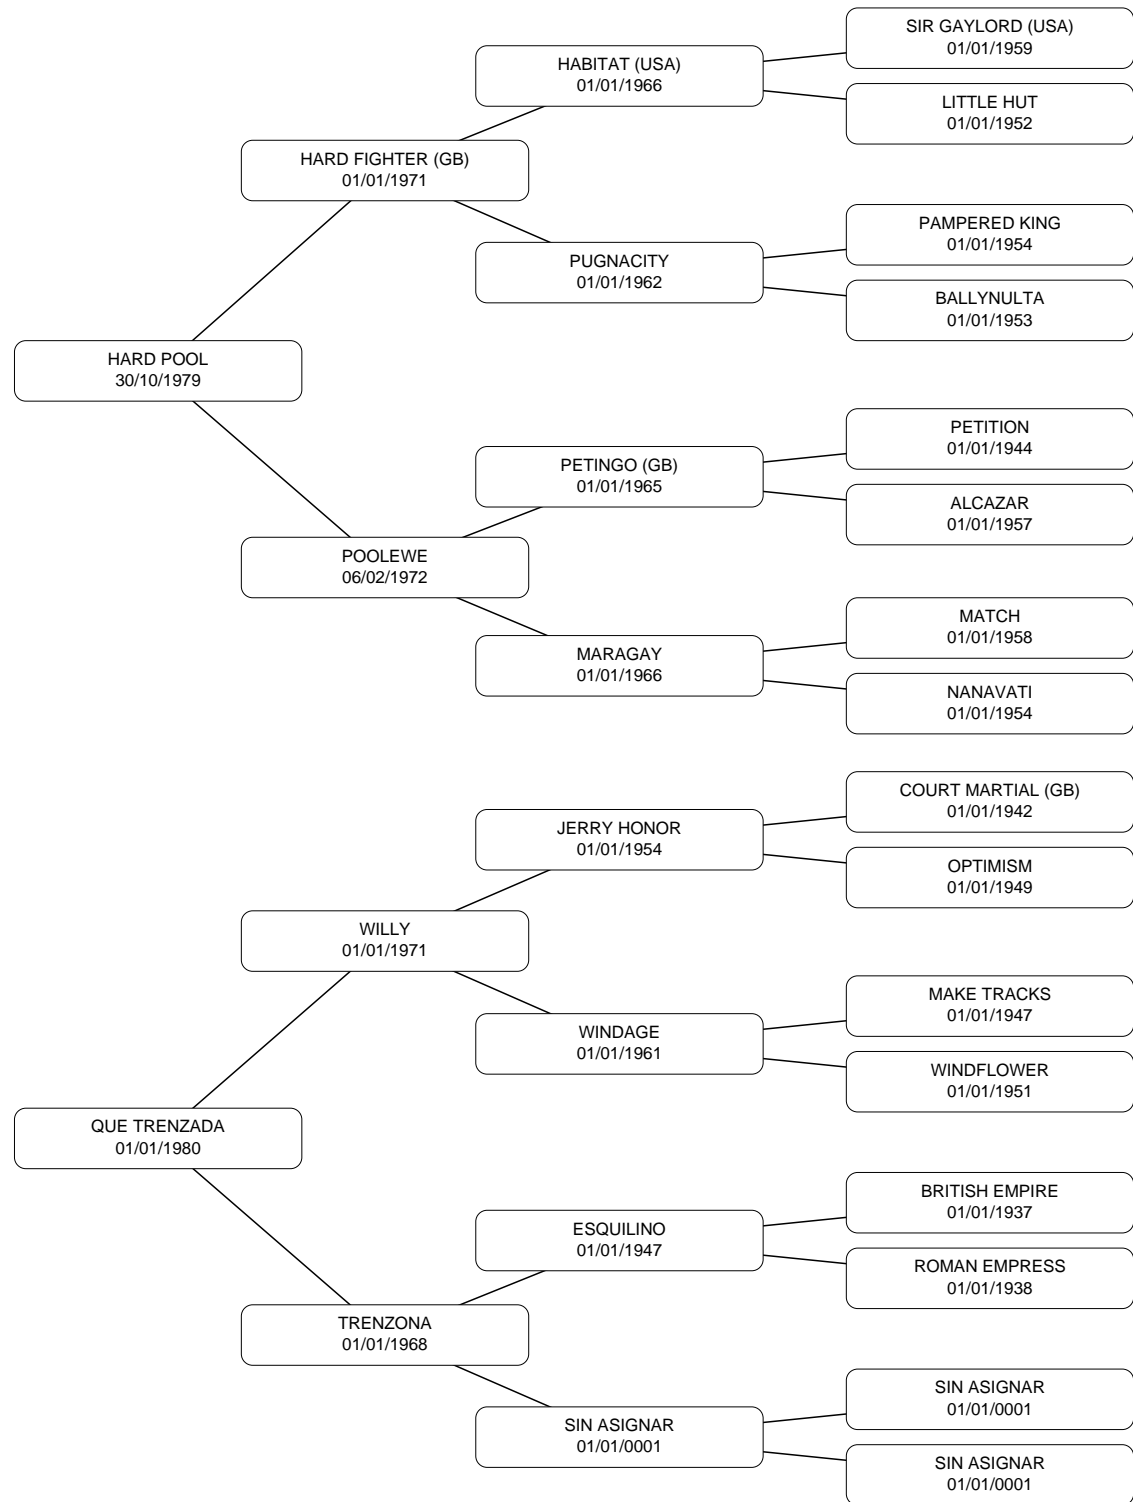 SIR GAYLORD (USA)
01/01/1959
HABITAT (USA)
01/01/1966
LITTLE HUT
01/01/1952
HARD FIGHTER (GB)
01/01/1971
PAMPERED KING
01/01/1954
PUGNACITY
01/01/1962
BALLYNULTA
01/01/1953
HARD POOL
30/10/1979
PETITION
01/01/1944
PETINGO (GB)
01/01/1965
ALCAZAR
01/01/1957
POOLEWE
06/02/1972
MATCH
01/01/1958
MARAGAY
01/01/1966
NANAVATI
01/01/1954
COURT MARTIAL (GB)
01/01/1942
JERRY HONOR
01/01/1954
OPTIMISM
01/01/1949
WILLY
01/01/1971
MAKE TRACKS
01/01/1947
WINDAGE
01/01/1961
WINDFLOWER
01/01/1951
QUE TRENZADA
01/01/1980
BRITISH EMPIRE
01/01/1937
ESQUILINO
01/01/1947
ROMAN EMPRESS
01/01/1938
TRENZONA
01/01/1968
SIN ASIGNAR
01/01/0001
SIN ASIGNAR
01/01/0001
SIN ASIGNAR
01/01/0001